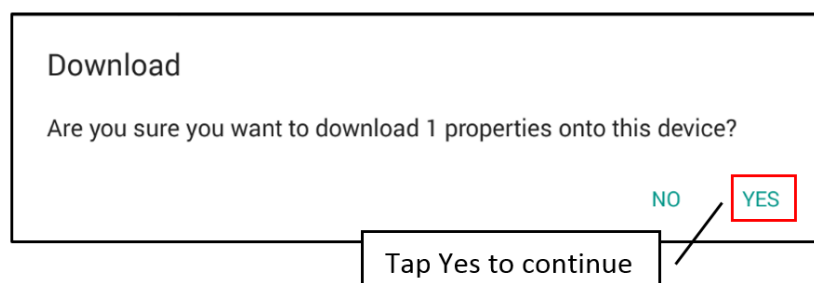 Download
Are you sure you want to download 1 properties onto this device?
NO YES
Tap Yes to continue